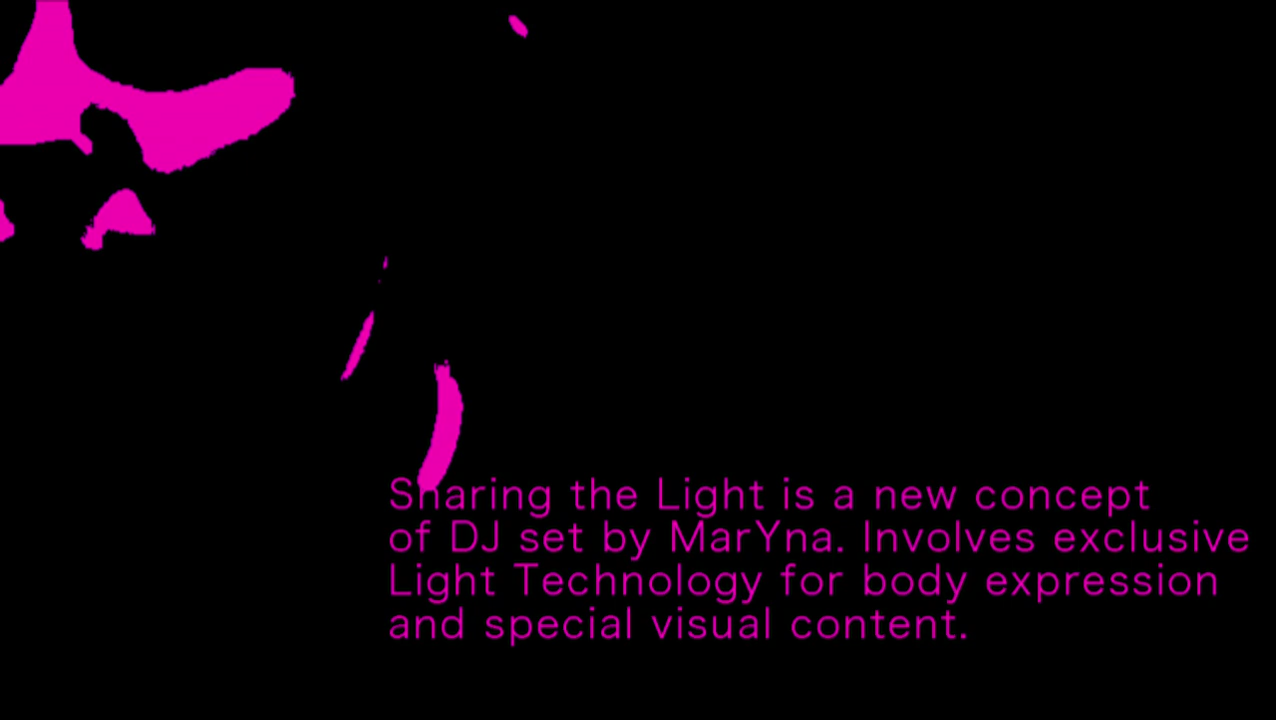 Sharing the Light is a new concept
of DJ set by MarYna. Involves exclusive
Light Technology for body expression
and special visual content.